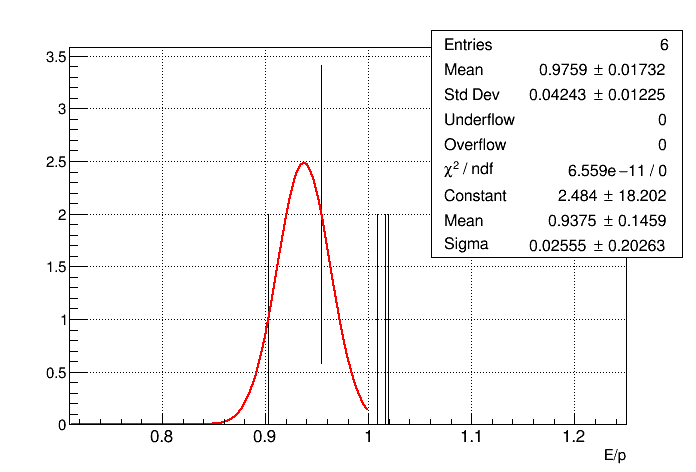 Entries 6
Mean 0.9759 ± 0.01732
Std Dev 0.04243 ± 0.01225
Underflow 0
Overflow 0
χ² / ndf 6.559e−11 / 0
Constant 2.484 ± 18.202
Mean 0.9375 ± 0.1459
Sigma 0.02555 ± 0.20263
3.5
3
2.5
2
1.5
1
0.5
0
0.8 0.9 1 1.1 1.2
E/p